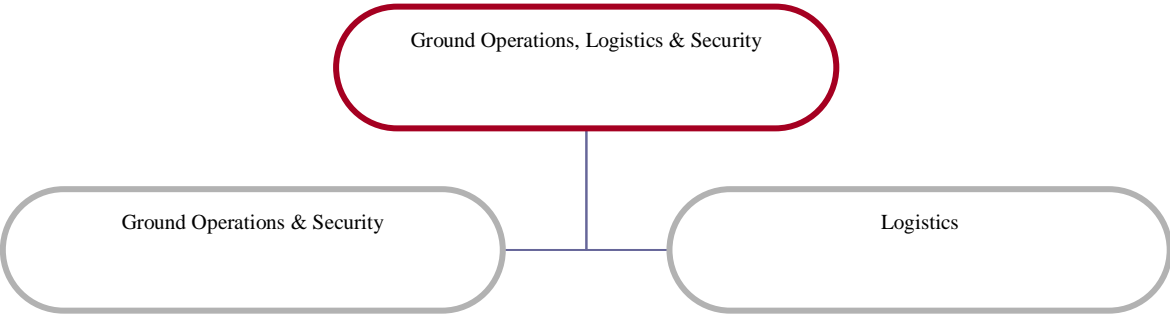 Ground Operations, Logistics & Security
Ground Operations & Security
Logistics